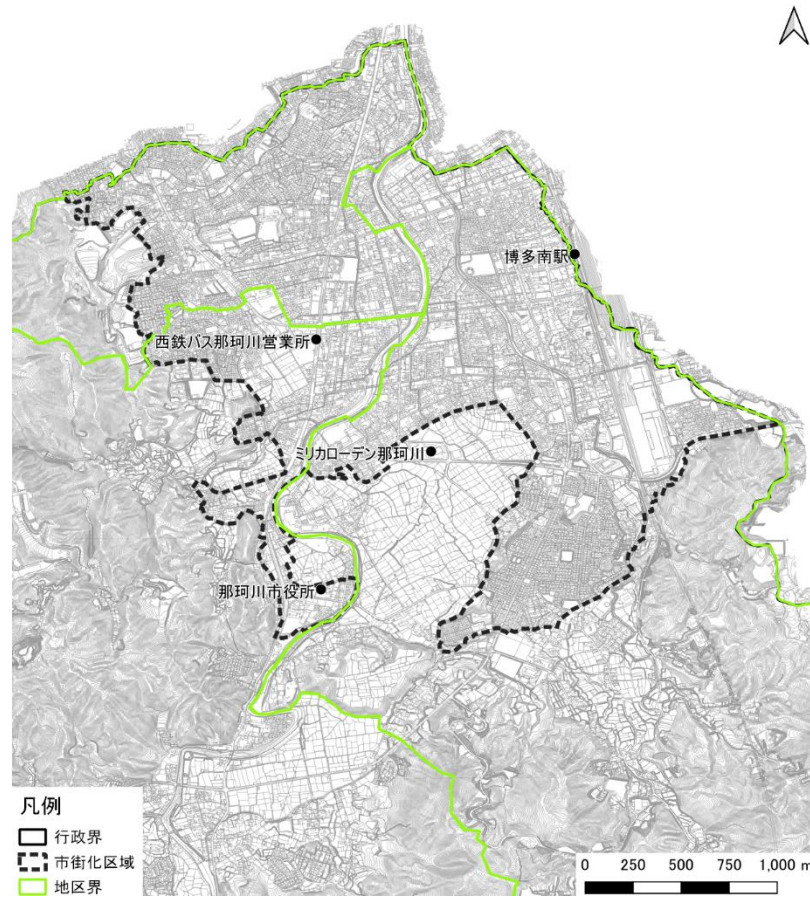 博多南駅
西鉄バス那珂川営業所
ミリカローデン那珂川
那珂川市役所
凡例
行政界
市街化区域
地区界
0 250 500 750 1,000 m